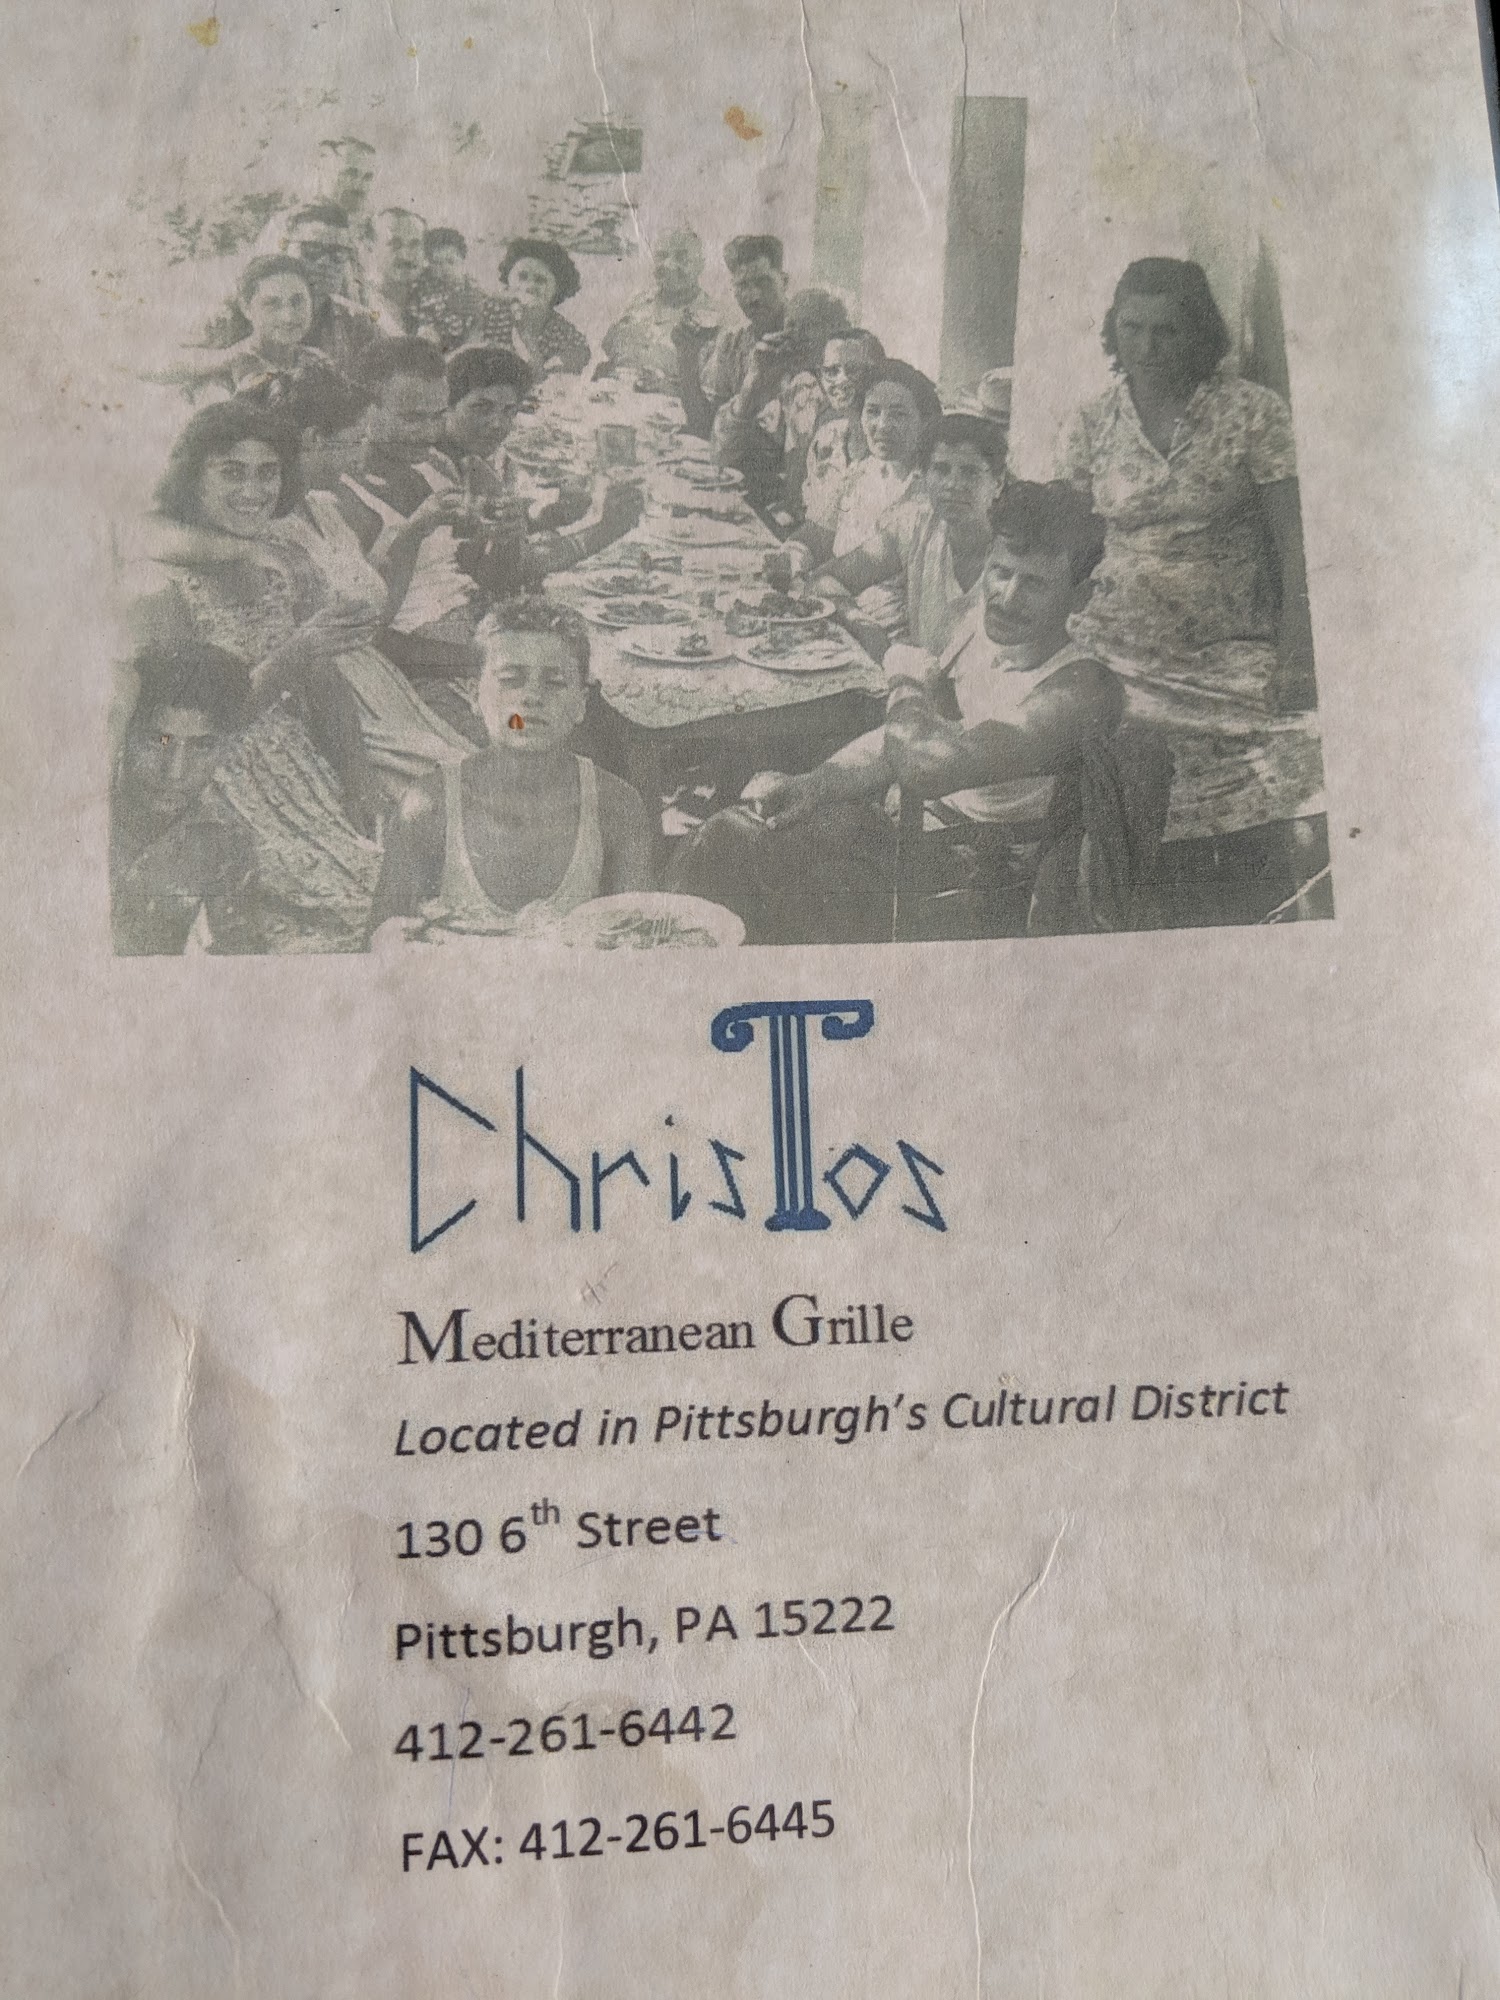 ChrisTos
Mediterranean Grille
Located in Pittsburgh's Cultural District
130 6th Street
Pittsburgh, PA 15222
412-261-6442
FAX: 412-261-6445